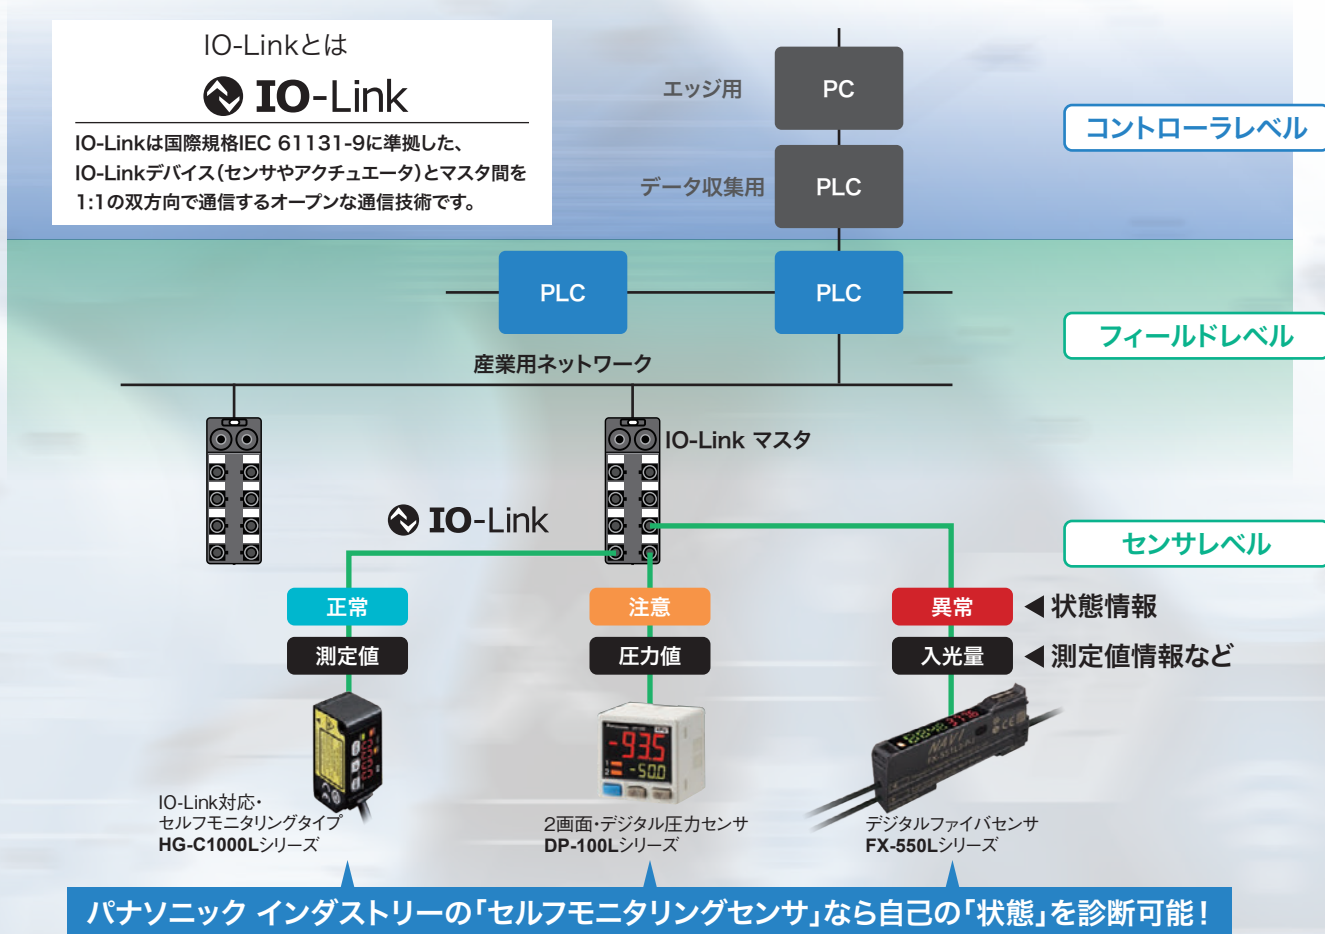 IO-Linkとは
IO-Link
IO-Linkは国際規格IEC 61131-9に準拠した、
IO-Linkデバイス（センサやアクチュエータ）とマスタ間を
1:1の双方向で通信するオープンな通信技術です。
エッジ用
PC
コントローラレベル
データ収集用
PLC
PLC
PLC
フィールドレベル
産業用ネットワーク
IO-Link マスタ
IO-Link
センサレベル
正常
注意
異常
◀状態情報
測定値
圧力値
入光量
◀測定値情報など
-93.5
-50.0
NAVI
IO-Link対応・
セルフモニタリングタイプ
HG-C1000Lシリーズ
2画面・デジタル圧力センサ
DP-100Lシリーズ
デジタルファイバセンサ
FX-550Lシリーズ
パナソニック インダストリーの「セルフモニタリングセンサ」なら自己の「状態」を診断可能！